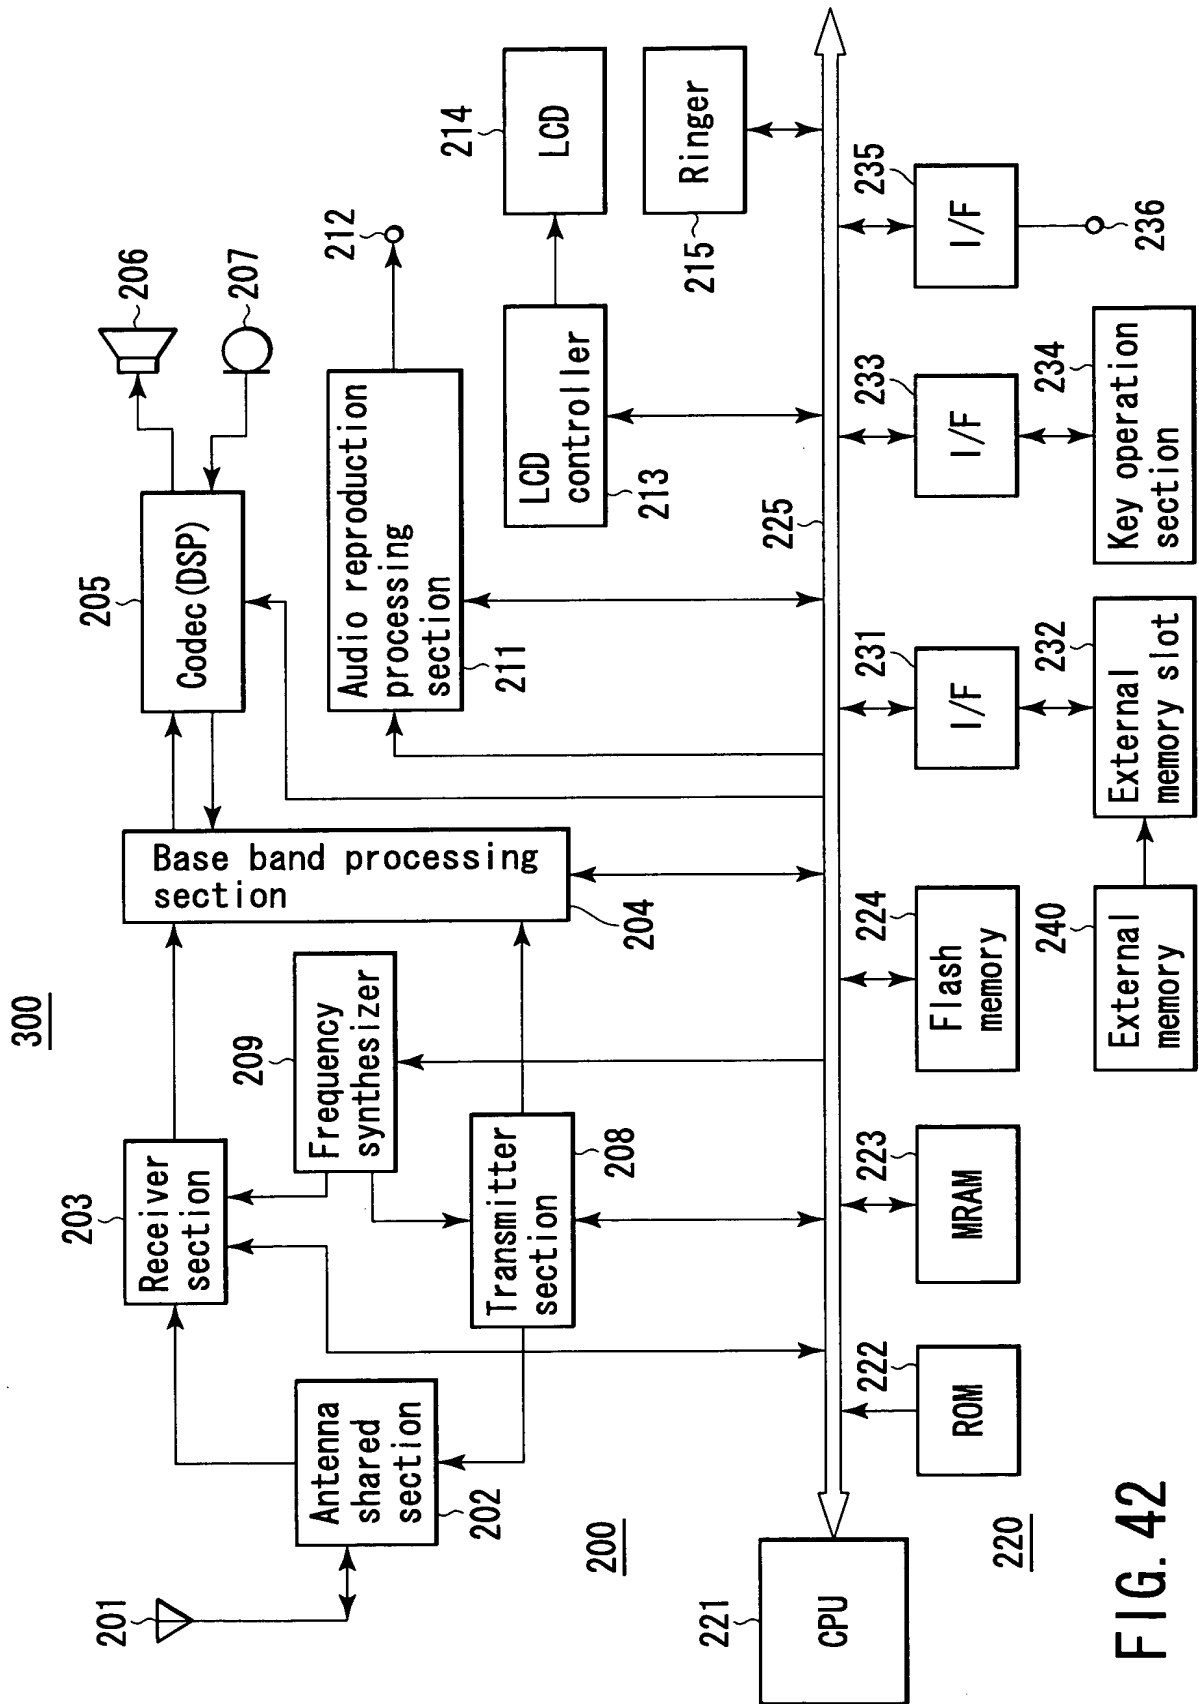 300
201
Antenna
shared
section
202
203
Receiver
section
209
Frequency
synthesizer
Transmitter
section
208
Base band processing
section
204
205
Codec(DSP)
206
207
Audio reproduction
processing
section
211
212
LCD
controller
213
214
LCD
Ringer
215
200
225
221
CPU
220
222
ROM
223
MRAM
224
Flash
memory
240
External
memory
231
I/F
232
External
memory slot
233
I/F
234
Key operation
section
235
I/F
236
FIG. 42